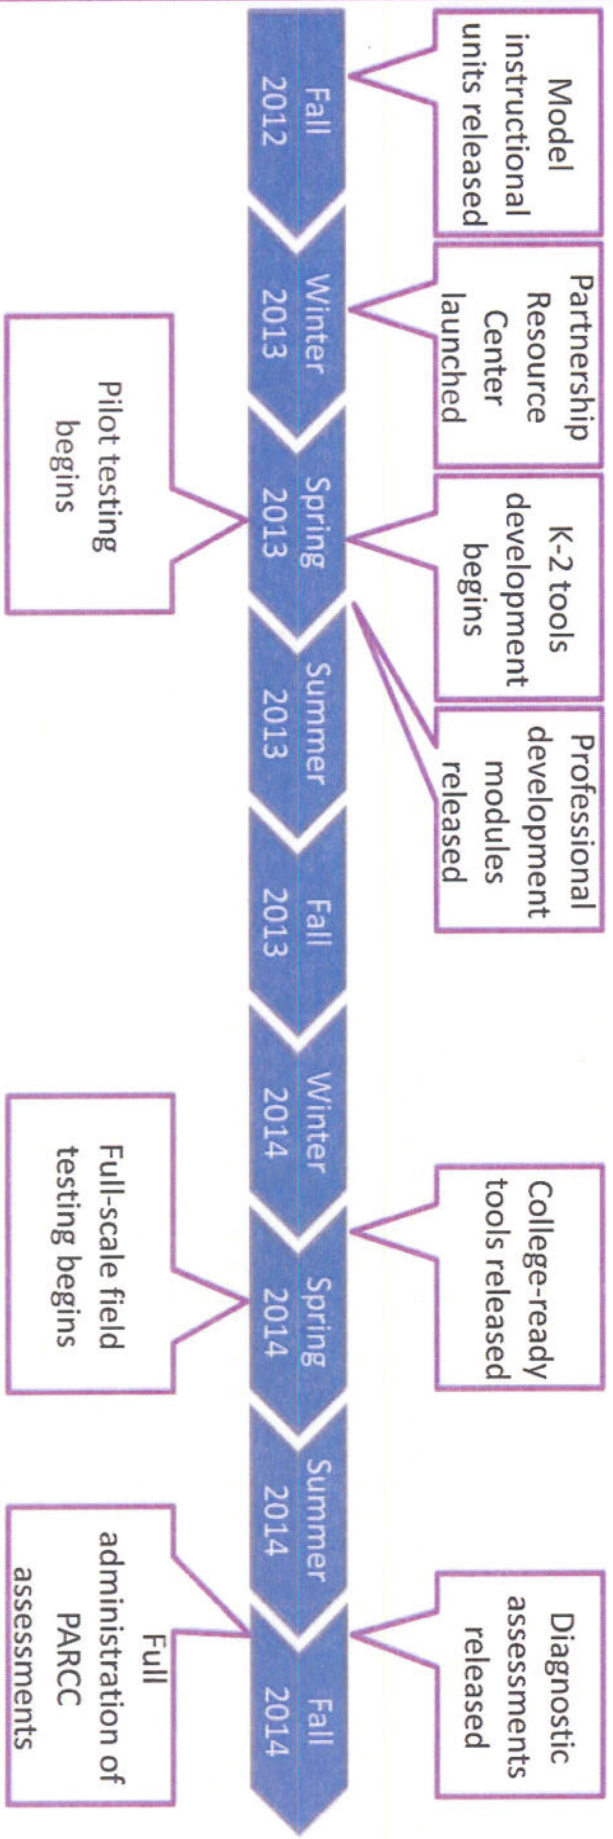 Model
instructional
units released
Partnership
Resource
Center
launched
K-2 tools
development
begins
Professional
development
modules
released
College-ready
tools released
Diagnostic
assessments
released
Fall
2012
Winter
2013
Spring
2013
Summer
2013
Fall
2013
Winter
2014
Spring
2014
Summer
2014
Fall
2014
Pilot testing
begins
Full-scale field
testing begins
Full
administration of
PARCC
assessments